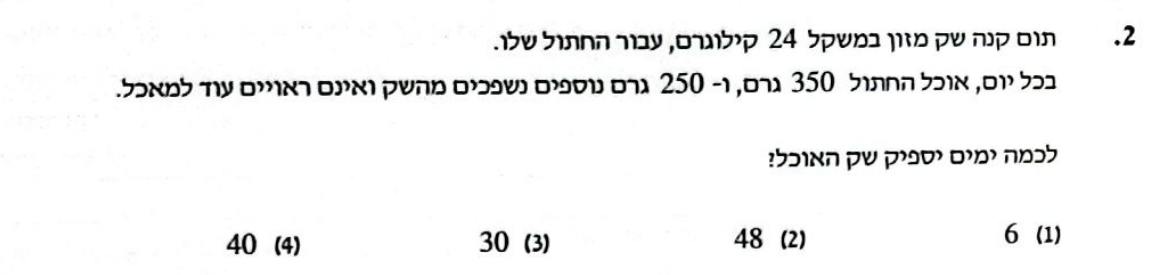 2. תום קנה שק מזון במשקל 24 קילוגרם, עבור החתול שלו.
בכל יום, אוכל החתול 350 גרם, ו- 250 גרם נוספים נשפכים מהשק ואינם ראויים עוד למאכל.
לכמה ימים יספיק שק האוכל?
(1) 6 (2) 48 (3) 30 (4) 40